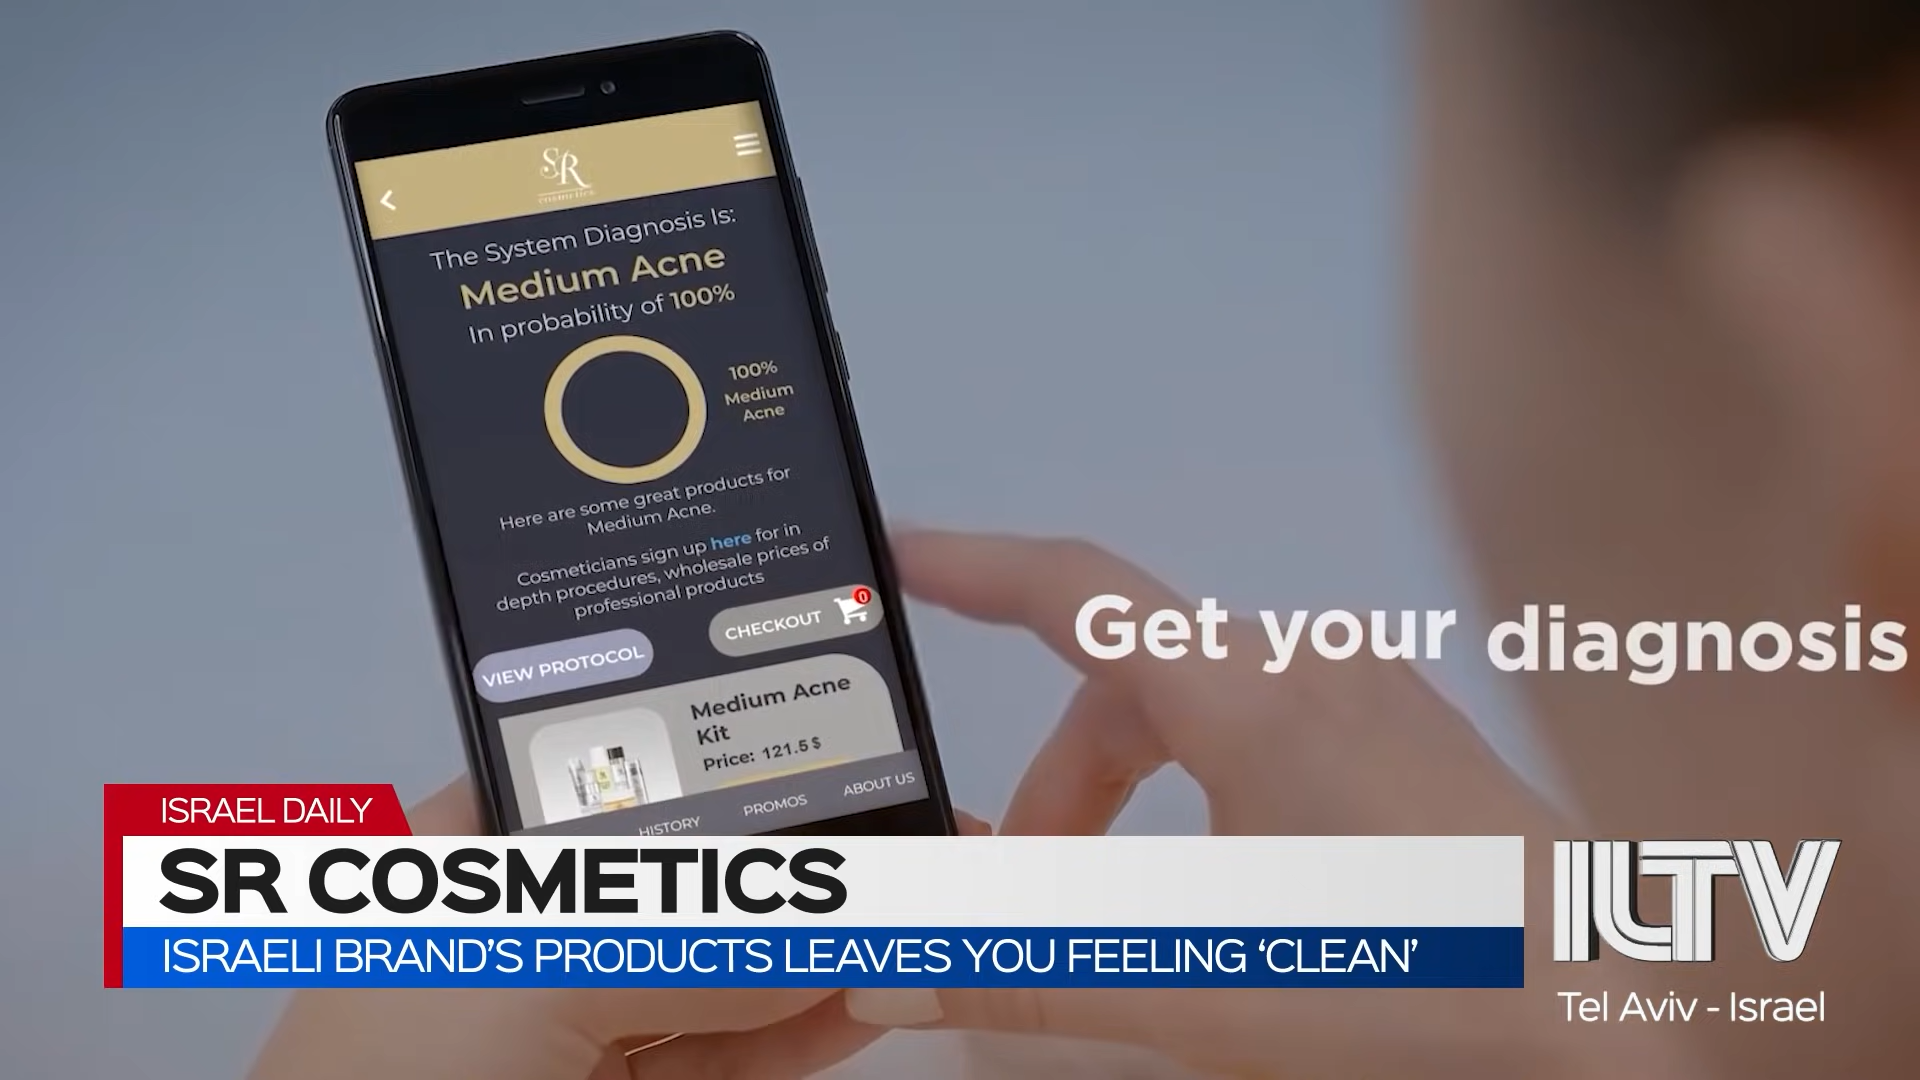 SR
cosmetics
The System Diagnosis Is:
Medium Acne
In probability of 100%
100%
Medium
Acne
Here are some great products for
Medium Acne.
Cosmeticians sign up here for in
depth procedures, wholesale prices of
professional products
VIEW PROTOCOL
CHECKOUT
0
Medium Acne
Kit
Price: 121.5 $
HISTORY
PROMOS
ABOUT US
Get your diagnosis
ISRAEL DAILY
SR COSMETICS
ISRAELI BRAND’S PRODUCTS LEAVES YOU FEELING ‘CLEAN’
ILTV
Tel Aviv - Israel